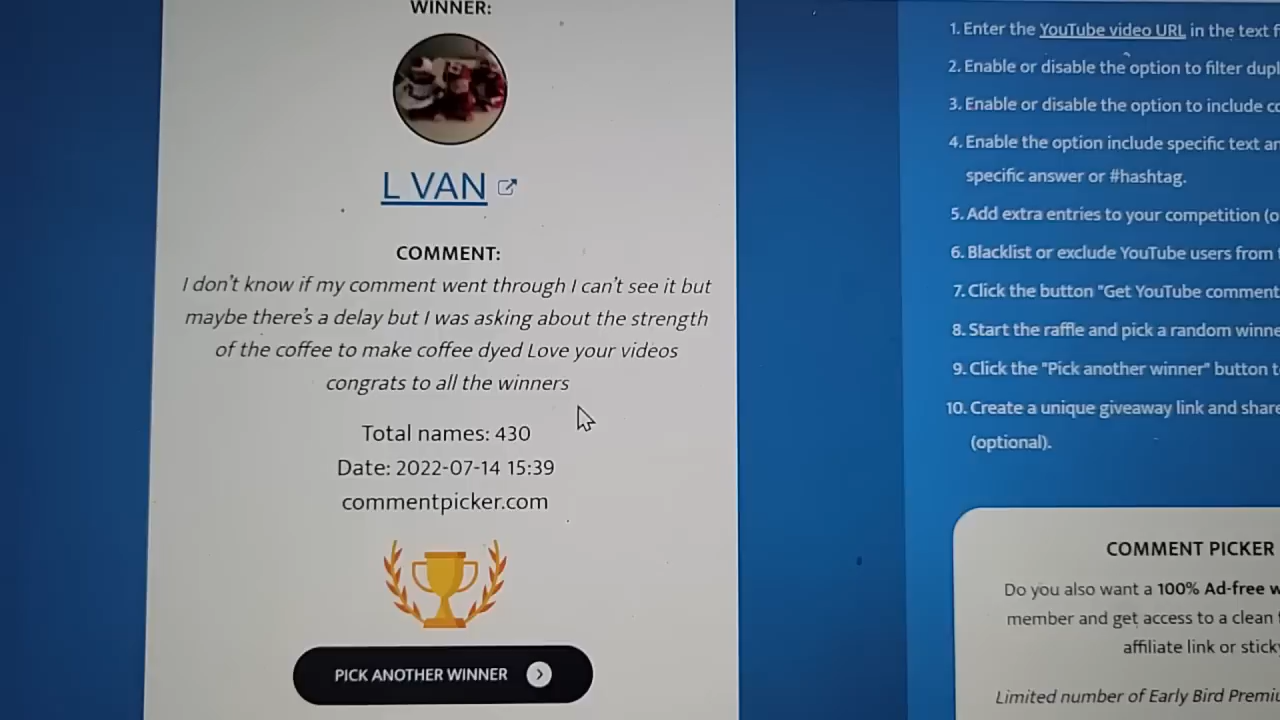 WINNER:
L VAN
COMMENT:
I don't know if my comment went through I can't see it but
maybe there's a delay but I was asking about the strength
of the coffee to make coffee dyed Love your videos
congrats to all the winners
Total names: 430
Date: 2022-07-14 15:39
commentpicker.com
PICK ANOTHER WINNER
1. Enter the YouTube video URL in the text
2. Enable or disable the option to filter
3. Enable or disable the option to include
4. Enable the option include specific text
specific answer or #hashtag.
5. Add extra entries to your competition
6. Blacklist or exclude YouTube users from
7. Click the button "Get YouTube comment
8. Start the raffle and pick a random
9. Click the "Pick another winner" button
10. Create a unique giveaway link and share
(optional).
COMMENT PICKER
Do you also want a 100% Ad-free
member and get access to a clean
affiliate link or
Limited number of Early Bird